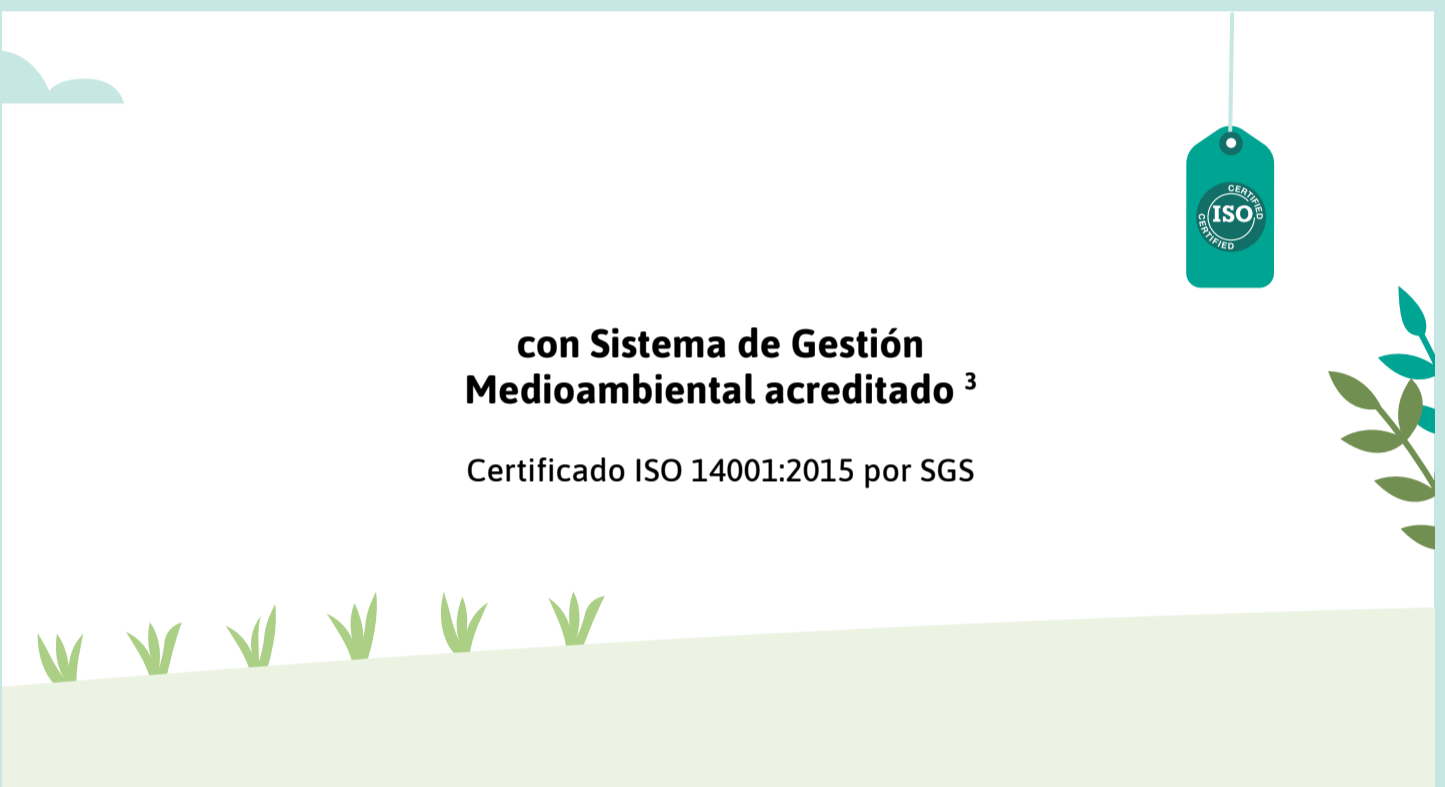 CERTIFIED
ISO
CERTIFIED
con Sistema de Gestión
Medioambiental acreditado ³
Certificado ISO 14001:2015 por SGS